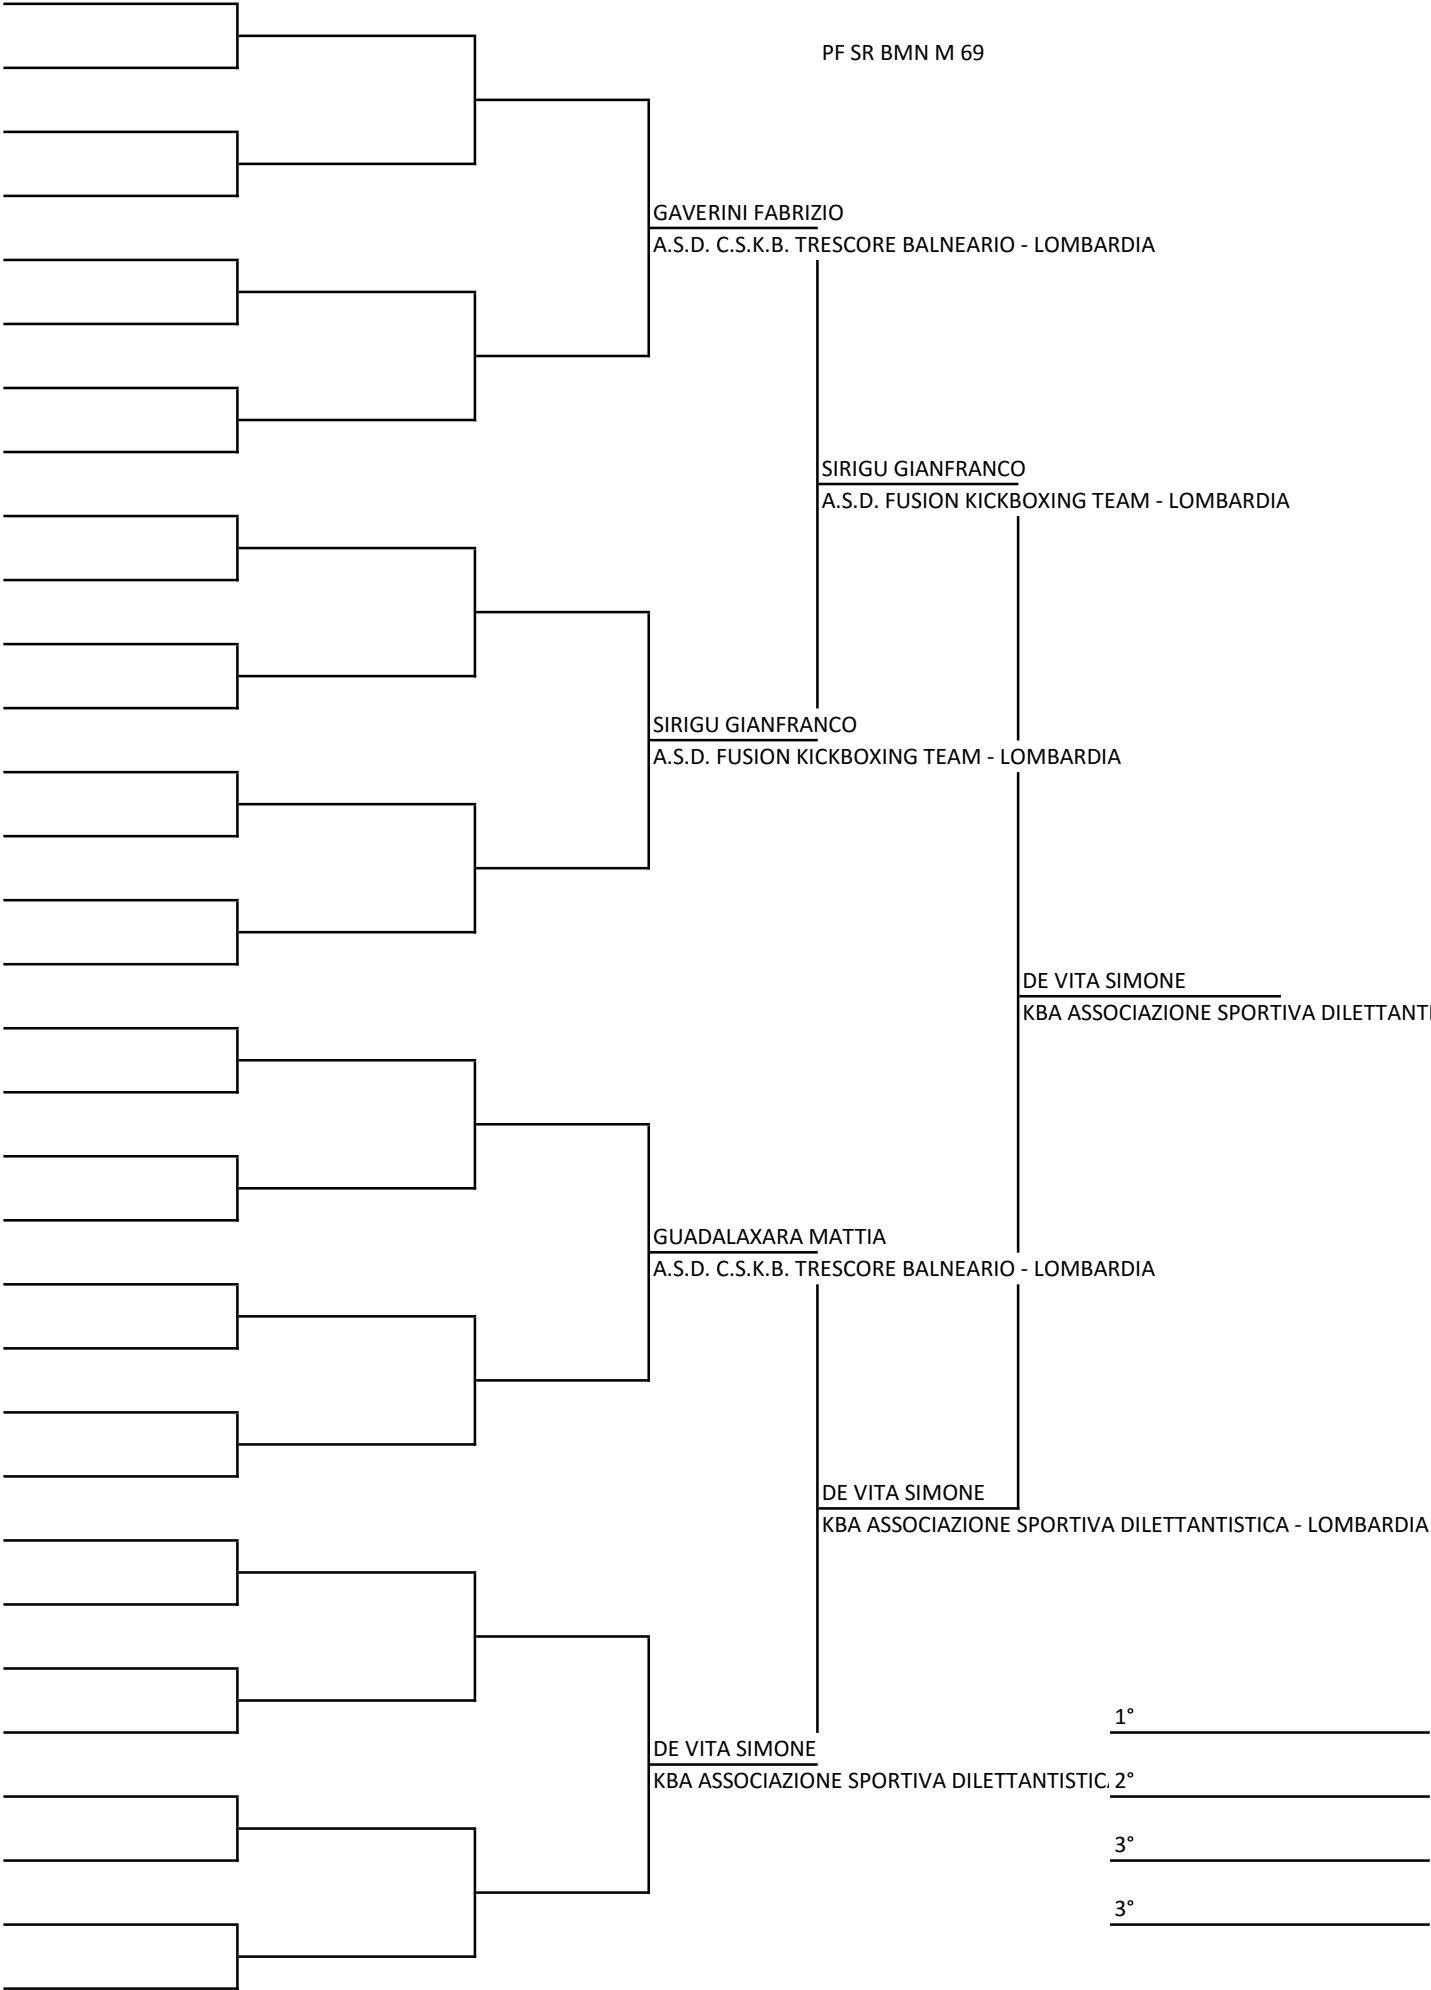 PF SR BMN M 69
GAVERINI FABRIZIO
A.S.D. C.S.K.B. TRESCORE BALNEARIO - LOMBARDIA
SIRIGU GIANFRANCO
A.S.D. FUSION KICKBOXING TEAM - LOMBARDIA
SIRIGU GIANFRANCO
A.S.D. FUSION KICKBOXING TEAM - LOMBARDIA
DE VITA SIMONE
KBA ASSOCIAZIONE SPORTIVA DILETTANTI
GUADALAXARA MATTIA
A.S.D. C.S.K.B. TRESCORE BALNEARIO - LOMBARDIA
DE VITA SIMONE
KBA ASSOCIAZIONE SPORTIVA DILETTANTISTICA - LOMBARDIA
1°
DE VITA SIMONE
KBA ASSOCIAZIONE SPORTIVA DILETTANTISTICA
2°
3°
3°